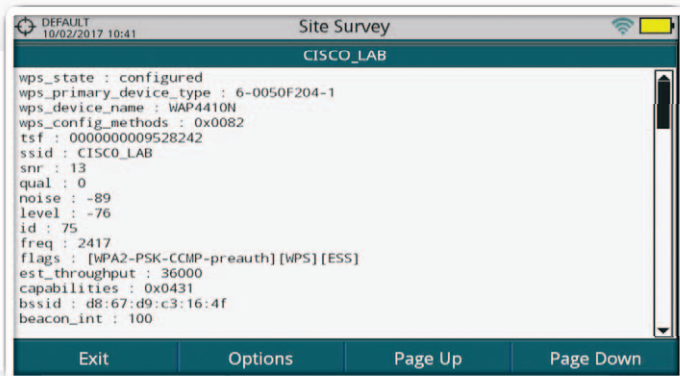 DEFAULT
10/02/2017 10:41
Site Survey
CISCO_LAB
wps_state : configured
wps_primary_device_type : 6-0050F204-1
wps_device_name : WAP4410N
wps_config_methods : 0x0082
tsf : 0000000009528242
ssid : CISCO_LAB
snr : 13
qual : 0
noise : -89
level : -76
id : 75
freq : 2417
flags : [WPA2-PSK-CCMP-preauth][WPS][ESS]
est_throughput : 36000
capabilities : 0x0431
bssid : d8:67:d9:c3:16:4f
beacon_int : 100
Exit
Options
Page Up
Page Down